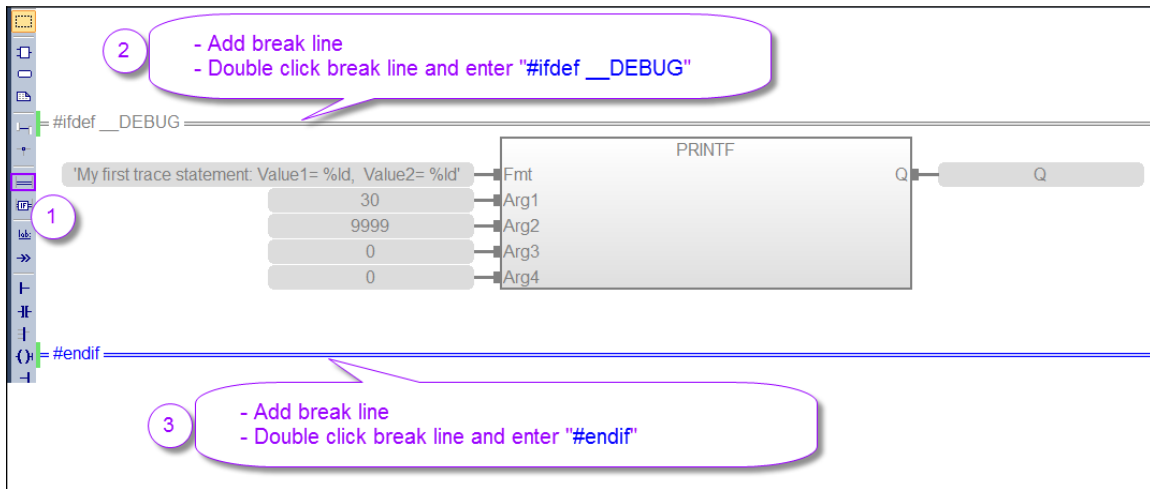 2
- Add break line
- Double click break line and enter "#ifdef __DEBUG"
#ifdef __DEBUG
PRINTF
'My first trace statement: Value1= %ld,  Value2= %ld'
Fmt
Q
Q
30
Arg1
9999
Arg2
0
Arg3
0
Arg4
1
IF
lab:
#endif
3
- Add break line
- Double click break line and enter "#endif"